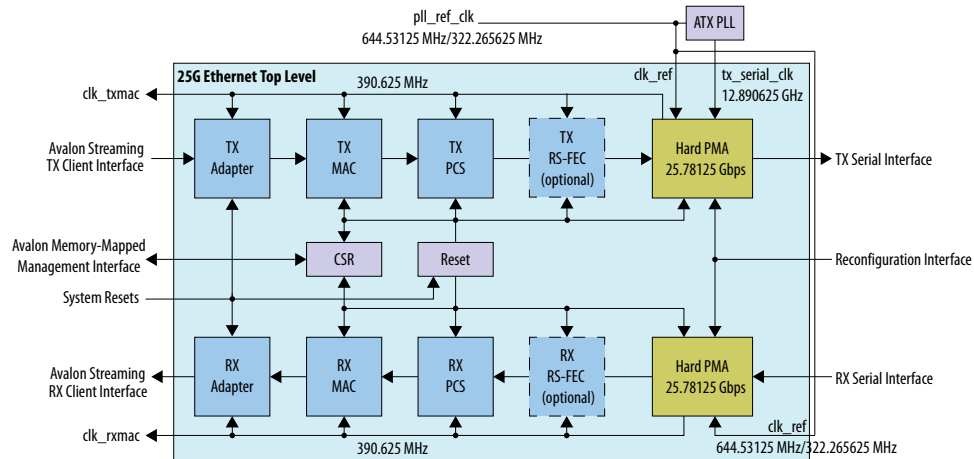 pll_ref_clk
644.53125 MHz/322.265625 MHz
ATX PLL
25G Ethernet Top Level
390.625 MHz
clk_ref
tx_serial_clk
12.890625 GHz
clk_txmac
Avalon Streaming
TX Client Interface
TX
Adapter
TX
MAC
TX
PCS
TX
RS-FEC
(optional)
Hard PMA
25.78125 Gbps
TX Serial Interface
Avalon Memory-Mapped
Management Interface
CSR
Reset
Reconfiguration Interface
System Resets
Avalon Streaming
RX Client Interface
RX
Adapter
RX
MAC
RX
PCS
RX
RS-FEC
(optional)
Hard PMA
25.78125 Gbps
RX Serial Interface
clk_rxmac
390.625 MHz
clk_ref
644.53125 MHz/322.265625 MHz